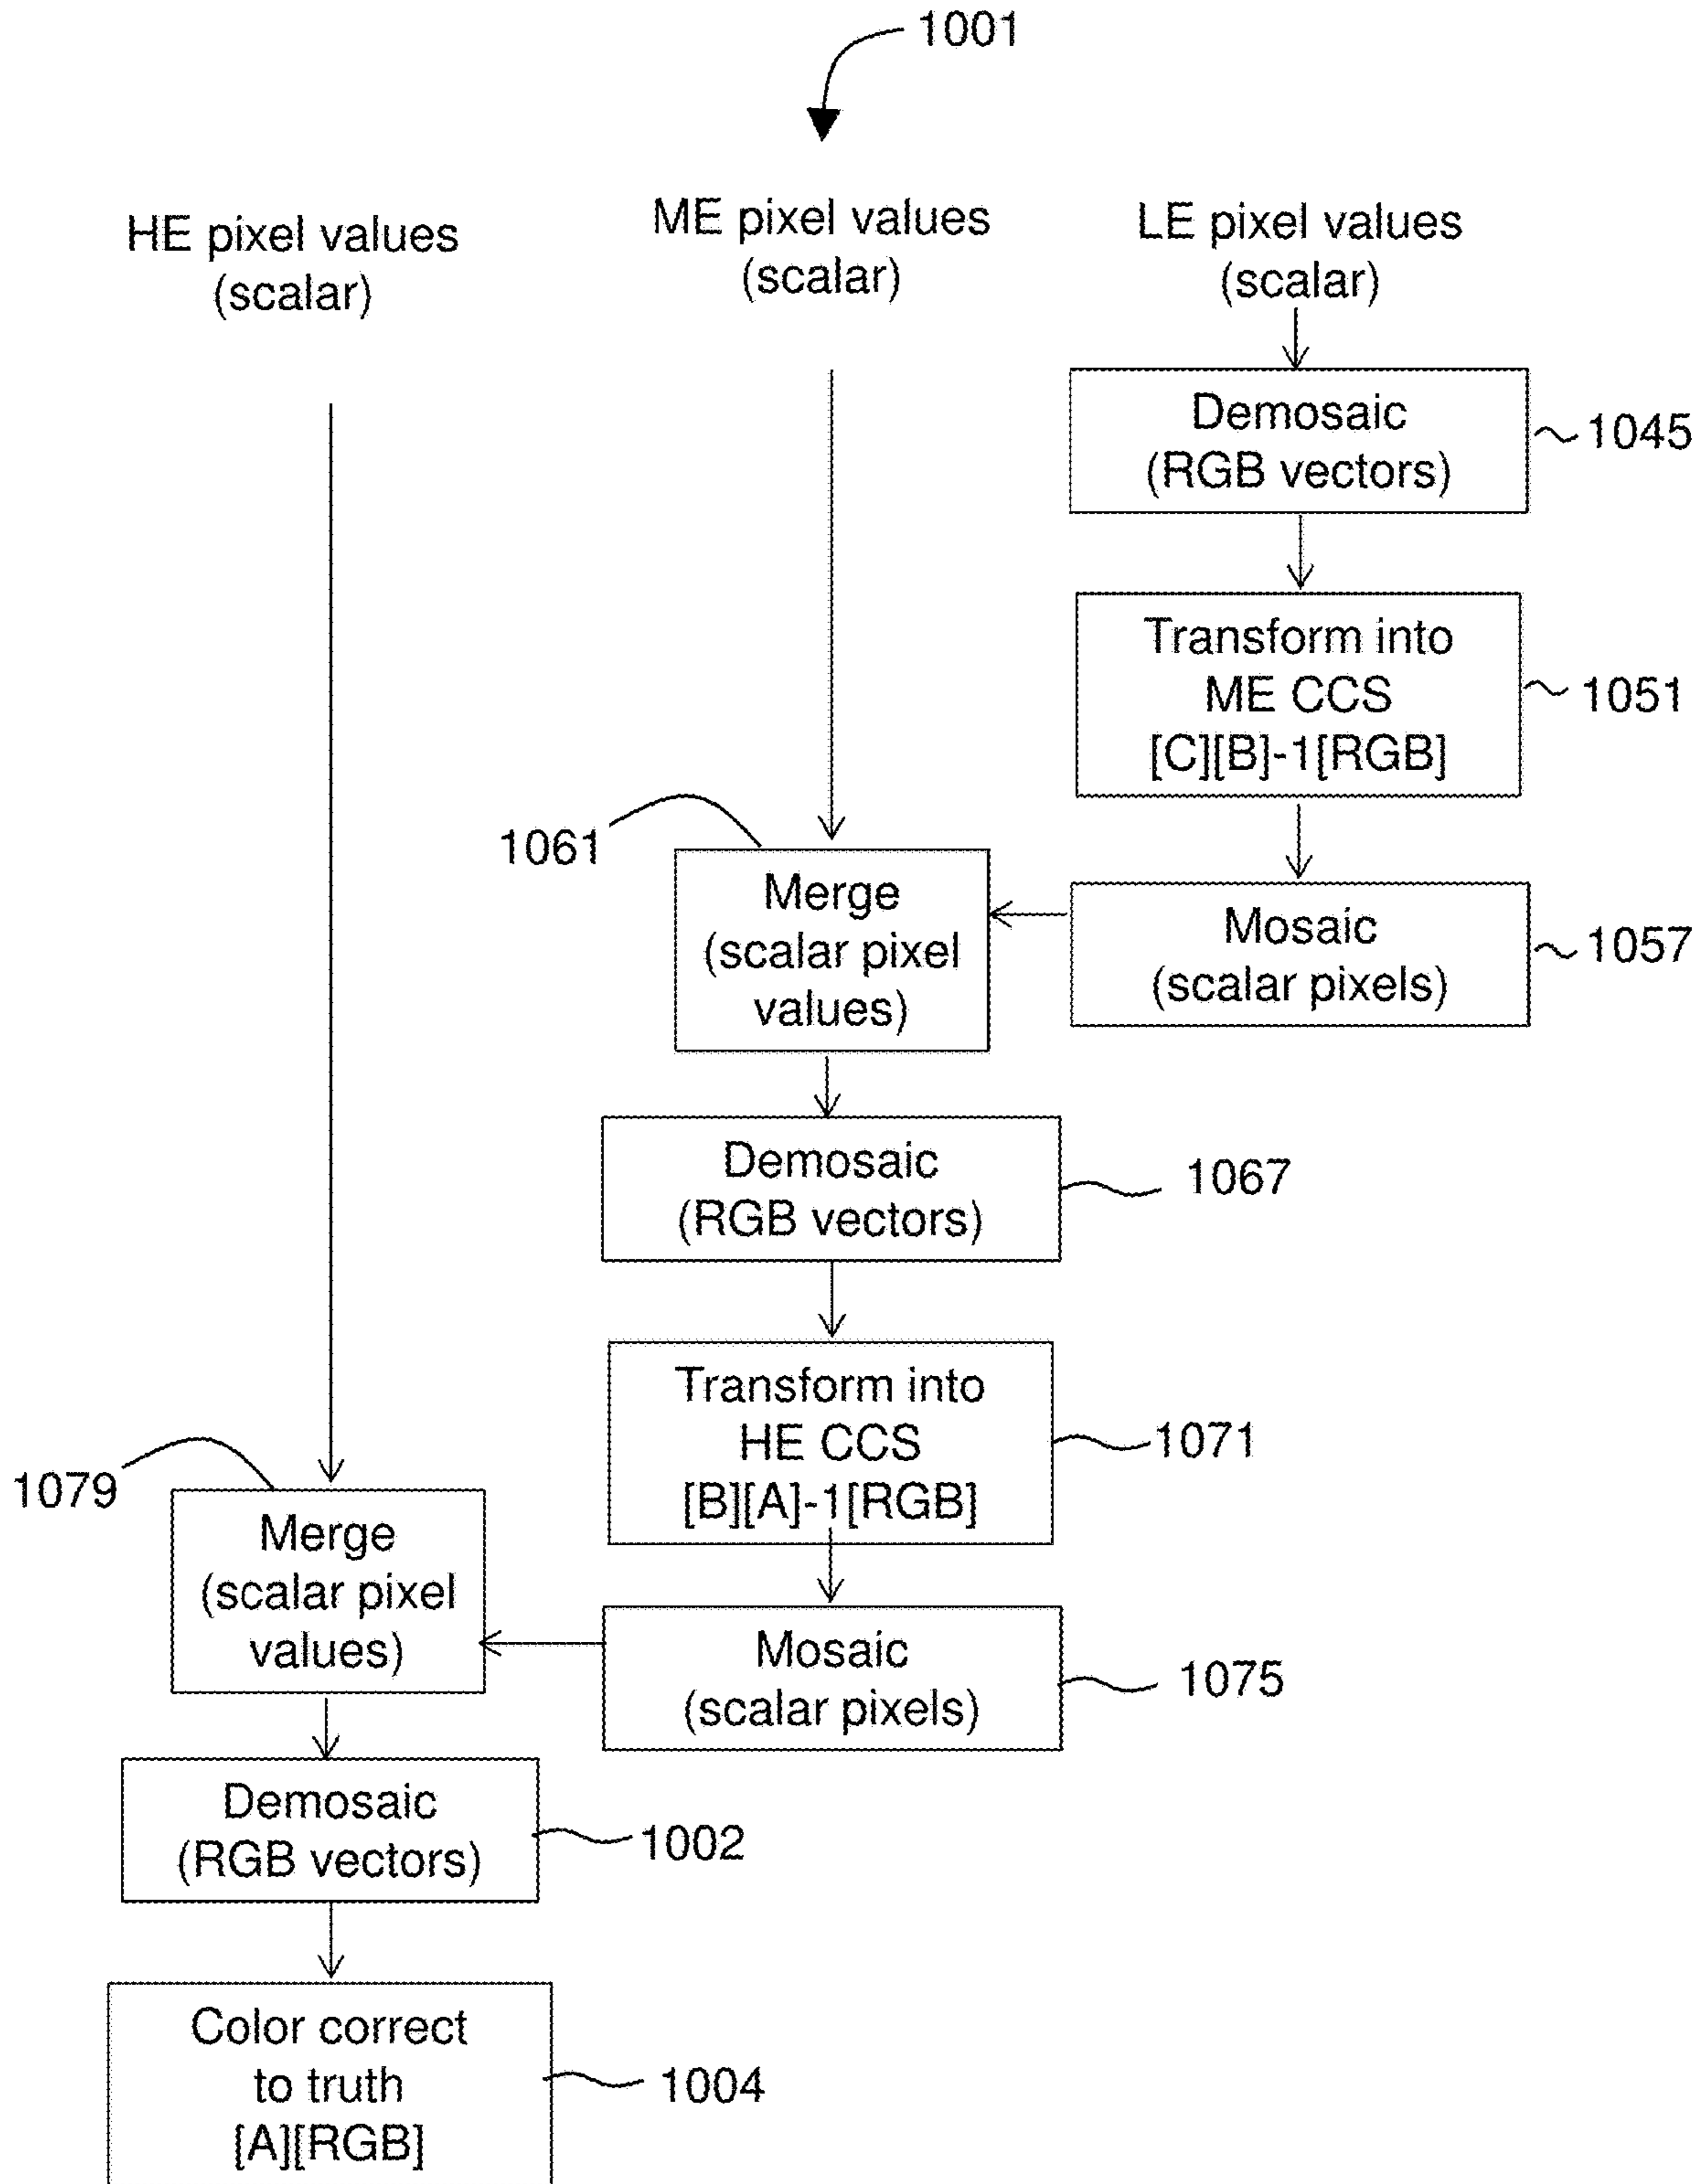 1001
HE pixel values
(scalar)
ME pixel values
(scalar)
LE pixel values
(scalar)
Demosaic
(RGB vectors)
1045
Transform into
ME CCS
[C][B]-1[RGB]
1051
1061
Merge
(scalar pixel
values)
Mosaic
(scalar pixels)
1057
Demosaic
(RGB vectors)
1067
Transform into
HE CCS
[B][A]-1[RGB]
1071
1079
Merge
(scalar pixel
values)
Mosaic
(scalar pixels)
1075
Demosaic
(RGB vectors)
1002
Color correct
to truth
[A][RGB]
1004